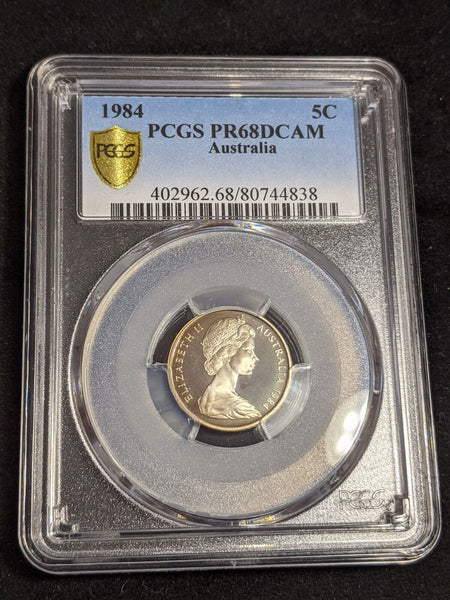 1984 5C
PCGS PR68DCAM
Australia
PCGS
402962.68/80744838
ELIZABETH II AUSTRALIA 1984
PCGS